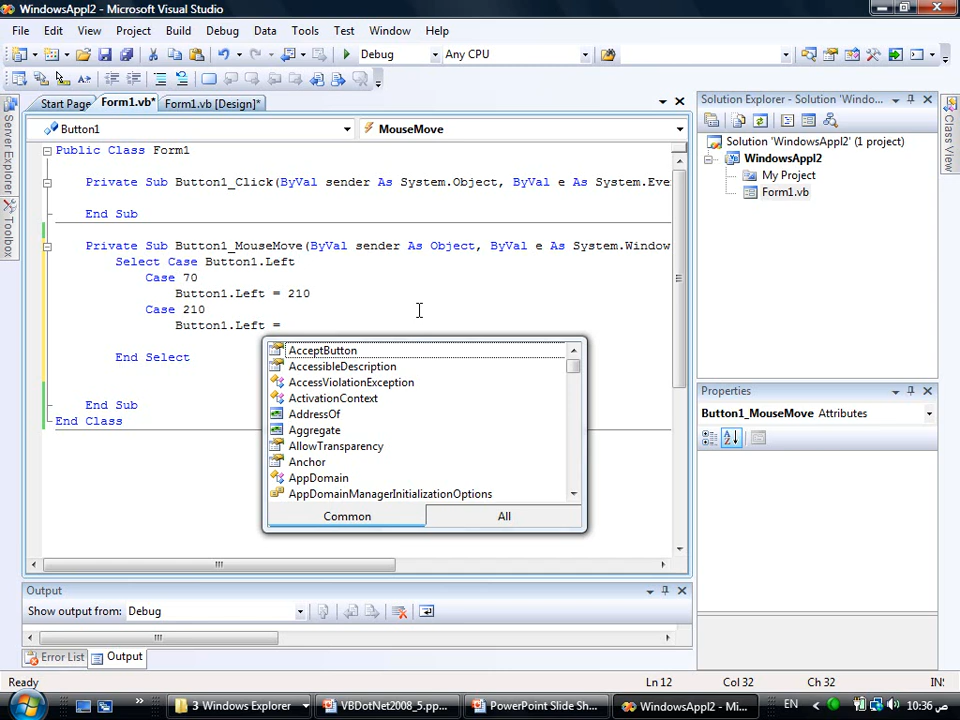 WindowsAppl2 - Microsoft Visual Studio
File Edit View Project Build Debug Data Tools Test Window Help
Debug Any CPU
Start Page Form1.vb* Form1.vb [Design]*
Button1 MouseMove
Public Class Form1
Private Sub Button1_Click(ByVal sender As System.Object, ByVal e As System.Eve
End Sub
Private Sub Button1_MouseMove(ByVal sender As Object, ByVal e As System.Window
Select Case Button1.Left
Case 70
Button1.Left = 210
Case 210
Button1.Left =
End Select
End Sub
End Class
AcceptButton
AccessibleDescription
AccessViolationException
ActivationContext
AddressOf
Aggregate
AllowTransparency
Anchor
AppDomain
AppDomainManagerInitializationOptions
Common All
Server Explorer
Toolbox
Solution Explorer - Solution 'Windo...
Solution 'WindowsAppl2' (1 project)
WindowsAppl2
My Project
Form1.vb
Class View
Properties
Button1_MouseMove Attributes
Output
Show output from: Debug
Error List Output
Ready Ln 12 Col 32 Ch 32 INS
3 Windows Explorer VBDotNet2008_5.pp... PowerPoint Slide Sh... WindowsAppl2 - Mi... EN 10:36 ص